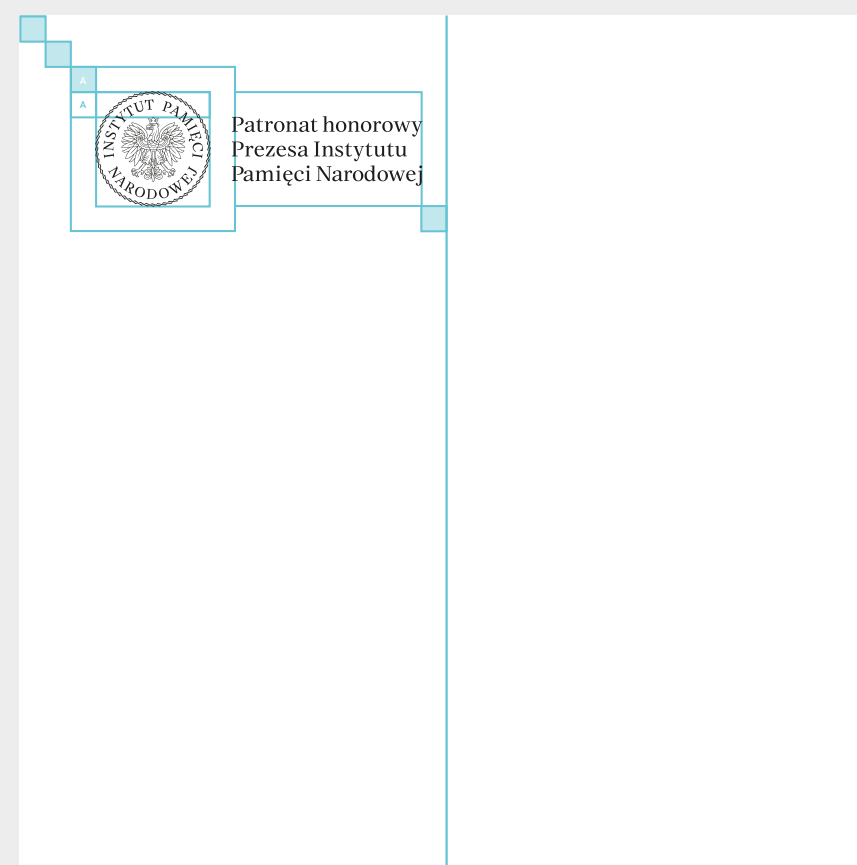 A
A
INSTYTUT PAMIĘCI
NARODOWEJ
Patronat honorowy
Prezesa Instytutu
Pamięci Narodowej